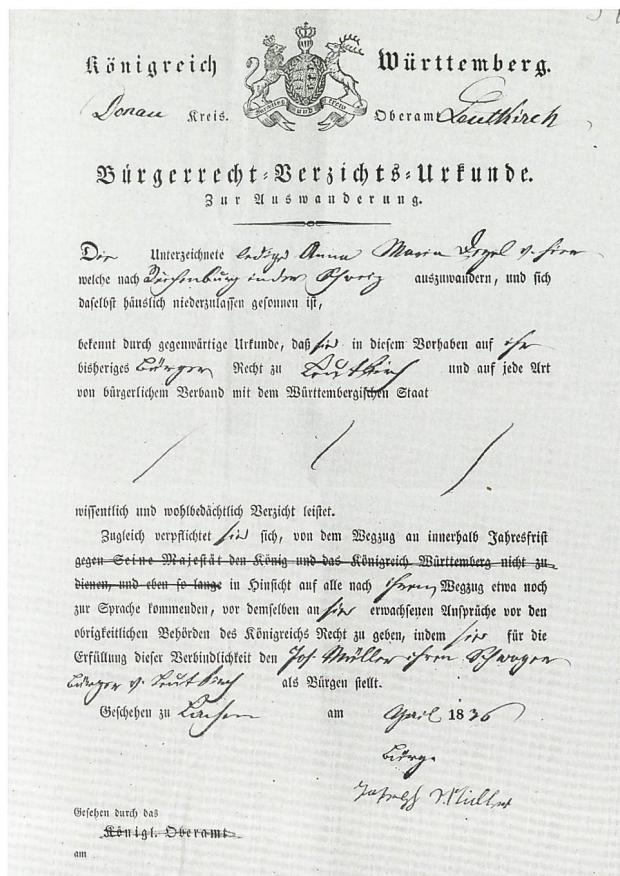 Königreich Württemberg.
Donau Kreis. Oberamt Leutkirch
Bürgerrecht-Verzichts-Urkunde.
Zur Auswanderung.
Die Unterzeichnete ledige Anna Maria v. hier
welche nach in der Schweiz auszuwandern, und sich
daselbst häuslich niederzulassen gesonnen ist,
bekennt durch gegenwärtige Urkunde, daß sie in diesem Vorhaben auf ihr
bisheriges Bürger Recht zu Leutkirch und auf jede Art
von bürgerlichem Verband mit dem Württembergischen Staat
wissentlich und wohlbedächtlich Verzicht leistet.
Zugleich verpflichtet sie sich, von dem Wegzug an innerhalb Jahresfrist
gegen Seine Majestät den König und das Königreich Württemberg nicht zu
dienen, und eben so lange in Hinsicht auf alle nach ihrem Wegzug etwa noch
zur Sprache kommenden, vor demselben an sie erwachsenen Ansprüche vor den
obrigkeitlichen Behörden des Königreichs Recht zu geben, indem sie für die
Erfüllung dieser Verbindlichkeit den Jos. Müller ihren Schwager
Bürger v. Leutkirch als Bürgen stellt.
Geschehen zu am April 1836
Bürge
Joseph Müller
Gesehen durch das
Königl. Oberamt
am